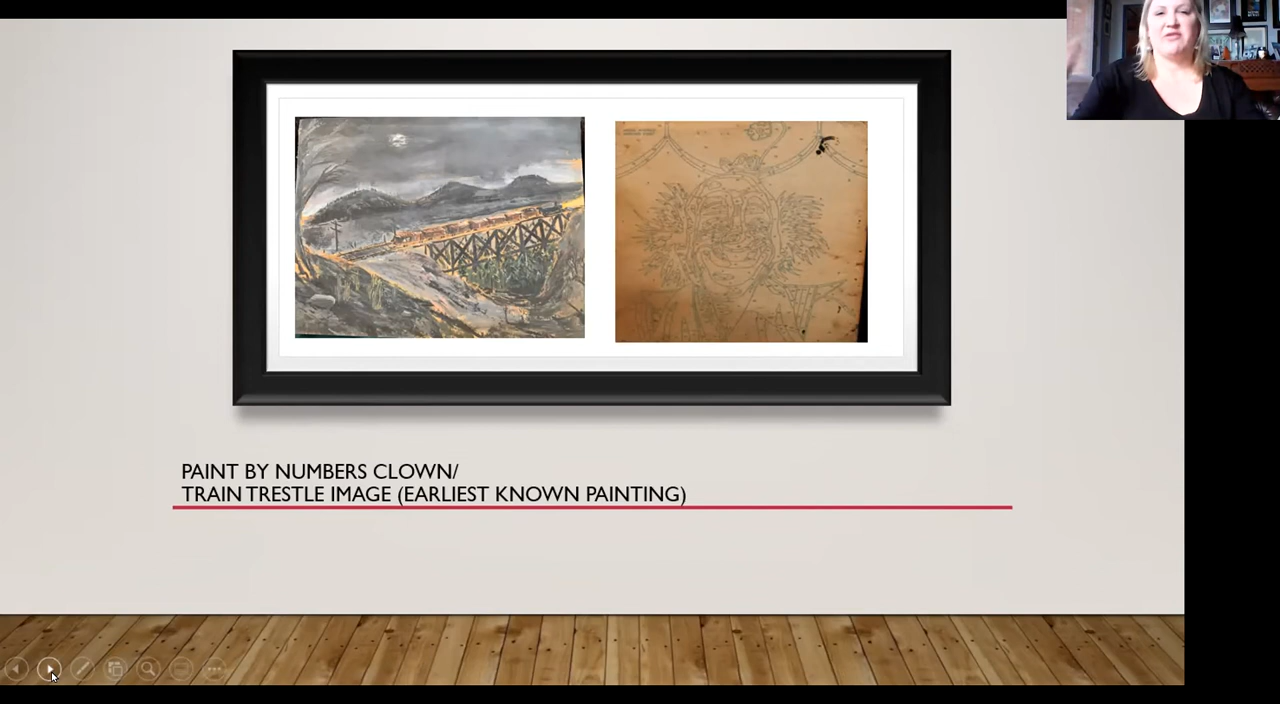 PAINT BY NUMBERS CLOWN/
TRAIN TRESTLE IMAGE (EARLIEST KNOWN PAINTING)